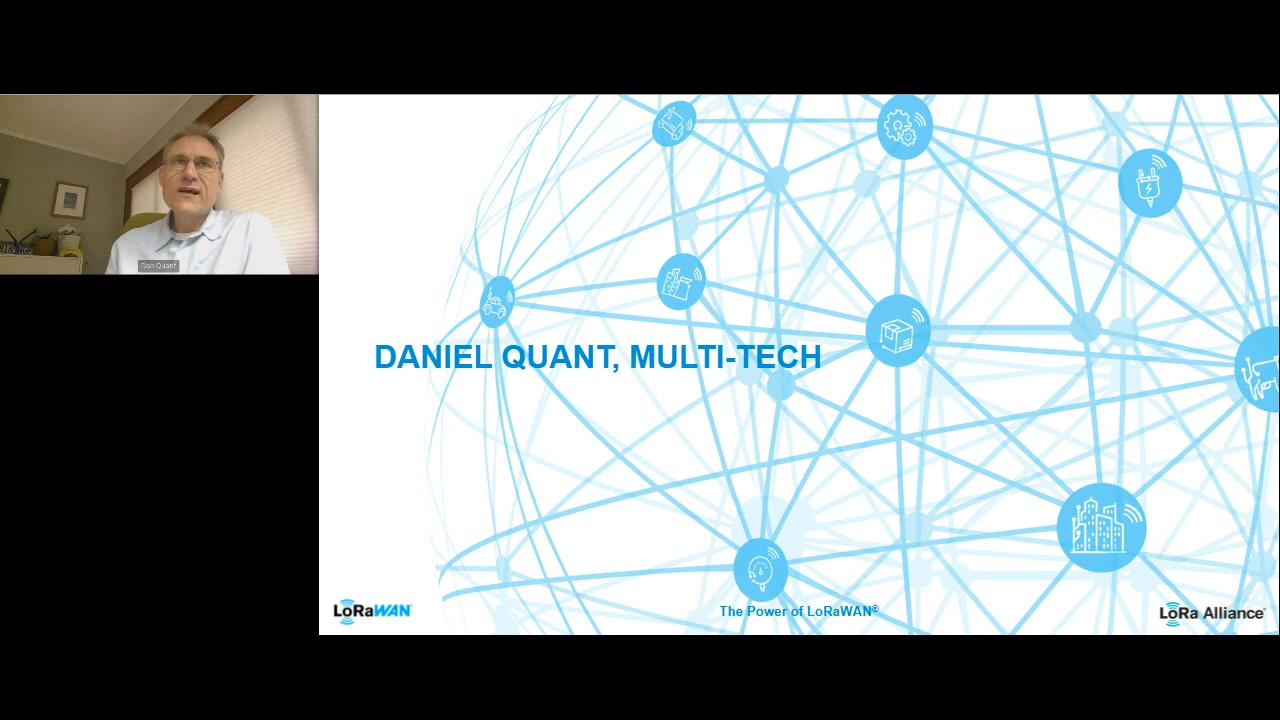 Dan Quant
DANIEL QUANT, MULTI-TECH
LoRaWAN
The Power of LoRaWAN®
LoRa Alliance®